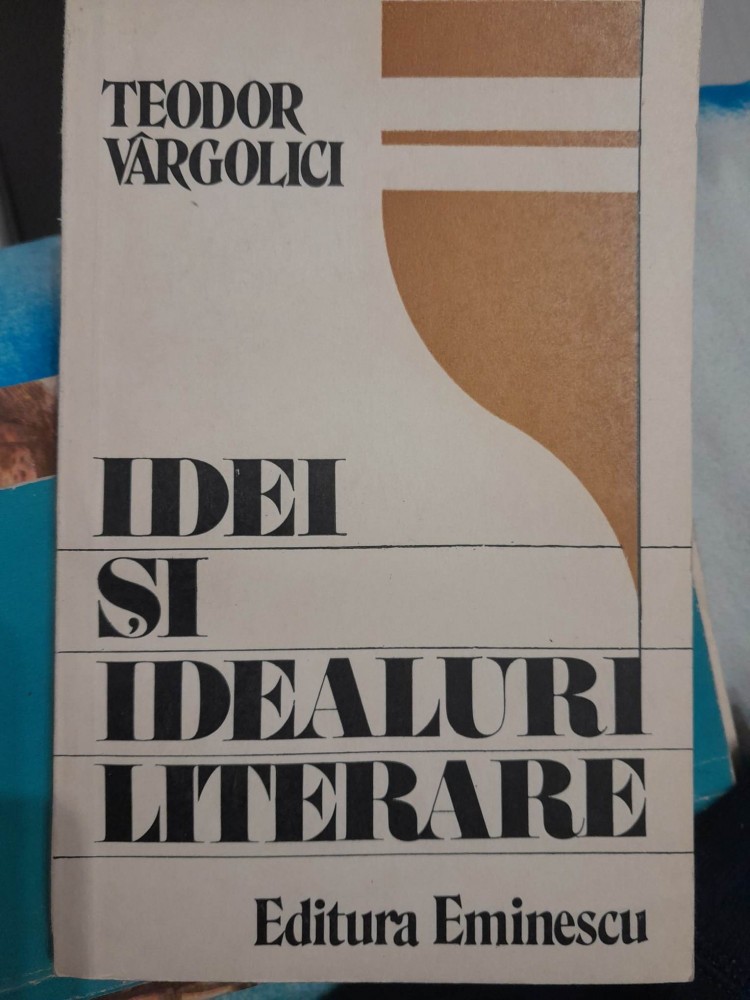 TEODOR
VÂRGOLICI
IDEI
ȘI
IDEALURI
LITERARE
Editura Eminescu